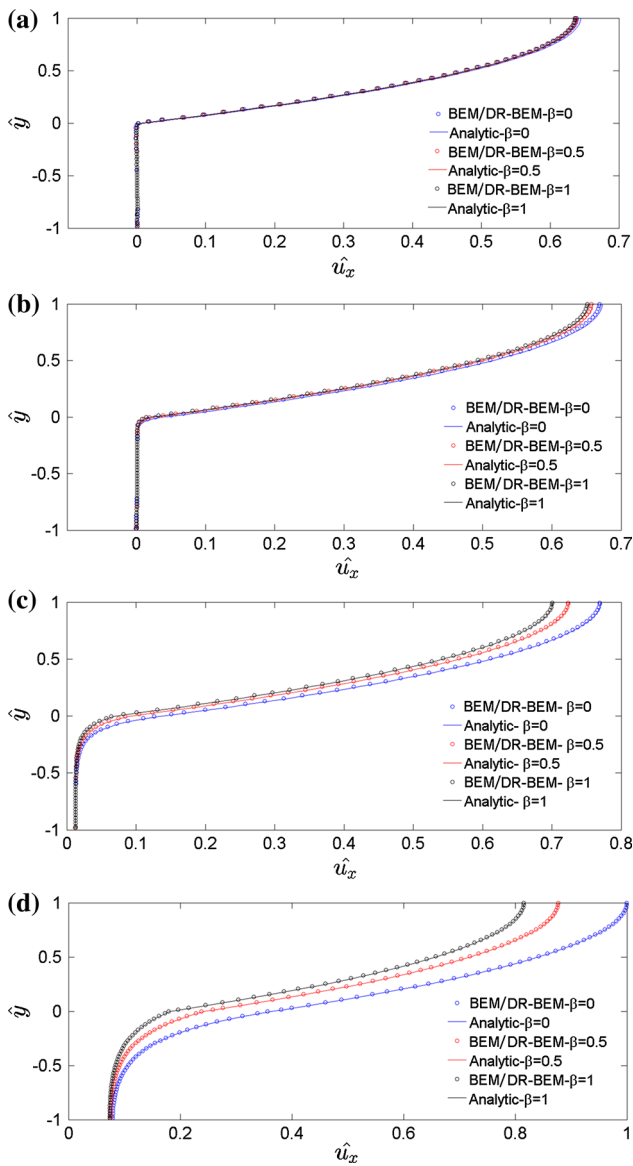 (a)
1
0.5
0
-0.5
-1
ŷ
BEM/DR-BEM-β=0
Analytic-β=0
BEM/DR-BEM-β=0.5
Analytic-β=0.5
BEM/DR-BEM-β=1
Analytic-β=1
0 0.1 0.2 0.3 0.4 0.5 0.6 0.7
û_x
(b)
1
0.5
0
-0.5
-1
ŷ
BEM/DR-BEM-β=0
Analytic-β=0
BEM/DR-BEM-β=0.5
Analytic-β=0.5
BEM/DR-BEM-β=1
Analytic-β=1
0 0.1 0.2 0.3 0.4 0.5 0.6 0.7
û_x
(c)
1
0.5
0
-0.5
-1
ŷ
BEM/DR-BEM- β=0
Analytic- β=0
BEM/DR-BEM- β=0.5
Analytic- β=0.5
BEM/DR-BEM- β=1
Analytic- β=1
0 0.1 0.2 0.3 0.4 0.5 0.6 0.7 0.8
û_x
(d)
1
0.5
0
-0.5
-1
ŷ
BEM/DR-BEM-β=0
Analytic-β=0
BEM/DR-BEM-β=0.5
Analytic-β=0.5
BEM/DR-BEM-β=1
Analytic-β=1
0 0.2 0.4 0.6 0.8 1
û_x